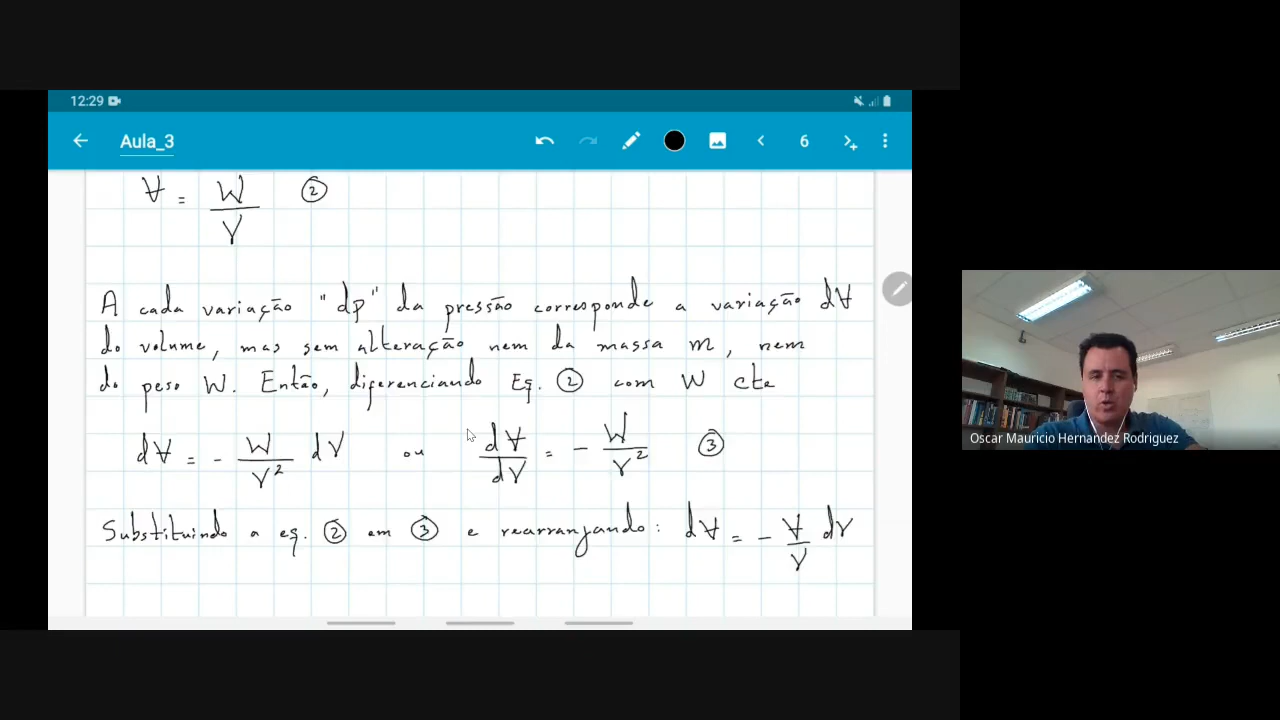 12:29
Aula_3
6
∀ = W/γ ②
A cada variação "dp" da pressão corresponde a variação d∀
do volume, mas sem alteração nem da massa m, nem
do peso W. Então, diferenciando Eq. ② com W cte
d∀ = - W/γ² dγ ou d∀/dγ = - W/γ² ③
Substituindo a eq. ② em ③ e rearranjando: d∀ = - ∀/γ dγ
Oscar Mauricio Hernandez Rodriguez